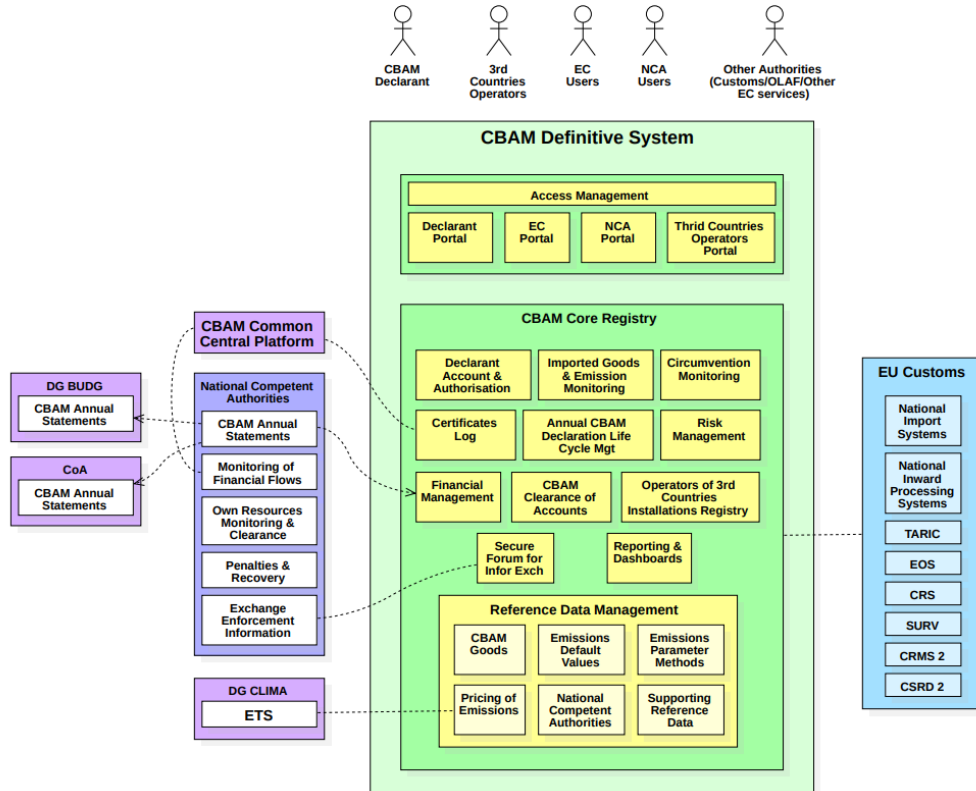 CBAM
Declarant
3rd
Countries
Operators
EC
Users
NCA
Users
Other Authorities
(Customs/OLAF/Other
EC services)
CBAM Definitive System
Access Management
Declarant
Portal
EC
Portal
NCA
Portal
Thrid Countries
Operators
Portal
CBAM Common
Central Platform
DG BUDG
CBAM Annual
Statements
CoA
CBAM Annual
Statements
National Competent
Authorities
CBAM Annual
Statements
Monitoring of
Financial Flows
Own Resources
Monitoring &
Clearance
Penalties &
Recovery
Exchange
Enforcement
Information
DG CLIMA
ETS
CBAM Core Registry
Declarant
Account &
Authorisation
Imported Goods
& Emission
Monitoring
Circumvention
Monitoring
Certificates
Log
Annual CBAM
Declaration Life
Cycle Mgt
Risk
Management
Financial
Management
CBAM
Clearance of
Accounts
Operators of 3rd
Countries
Installations Registry
Secure
Forum for
Infor Exch
Reporting &
Dashboards
Reference Data Management
CBAM
Goods
Emissions
Default
Values
Emissions
Parameter
Methods
Pricing of
Emissions
National
Competent
Authorities
Supporting
Reference
Data
EU Customs
National
Import
Systems
National
Inward
Processing
Systems
TARIC
EOS
CRS
SURV
CRMS 2
CSRD 2